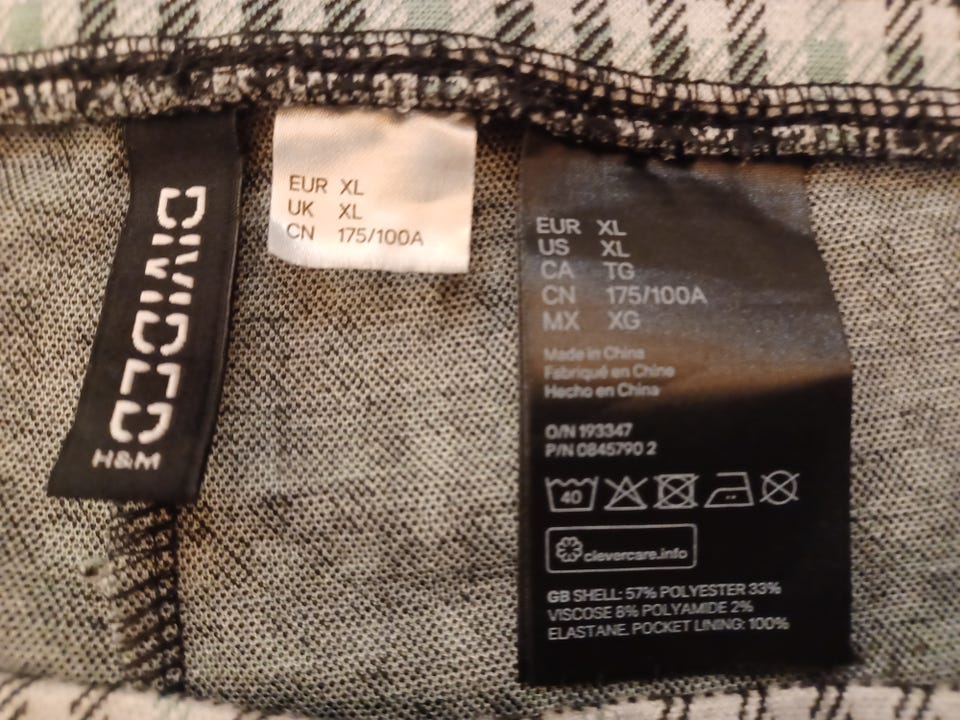 DIVIDED
H&M
EUR XL
UK XL
CN 175/100A
EUR XL
US XL
CA TG
CN 175/100A
MX XG
Made in China
Fabriqué en Chine
Hecho en China
O/N 193347
P/N 0845790 2
40
clevercare.info
GB SHELL: 57% POLYESTER 33%
VISCOSE 8% POLYAMIDE 2%
ELASTANE. POCKET LINING: 100%